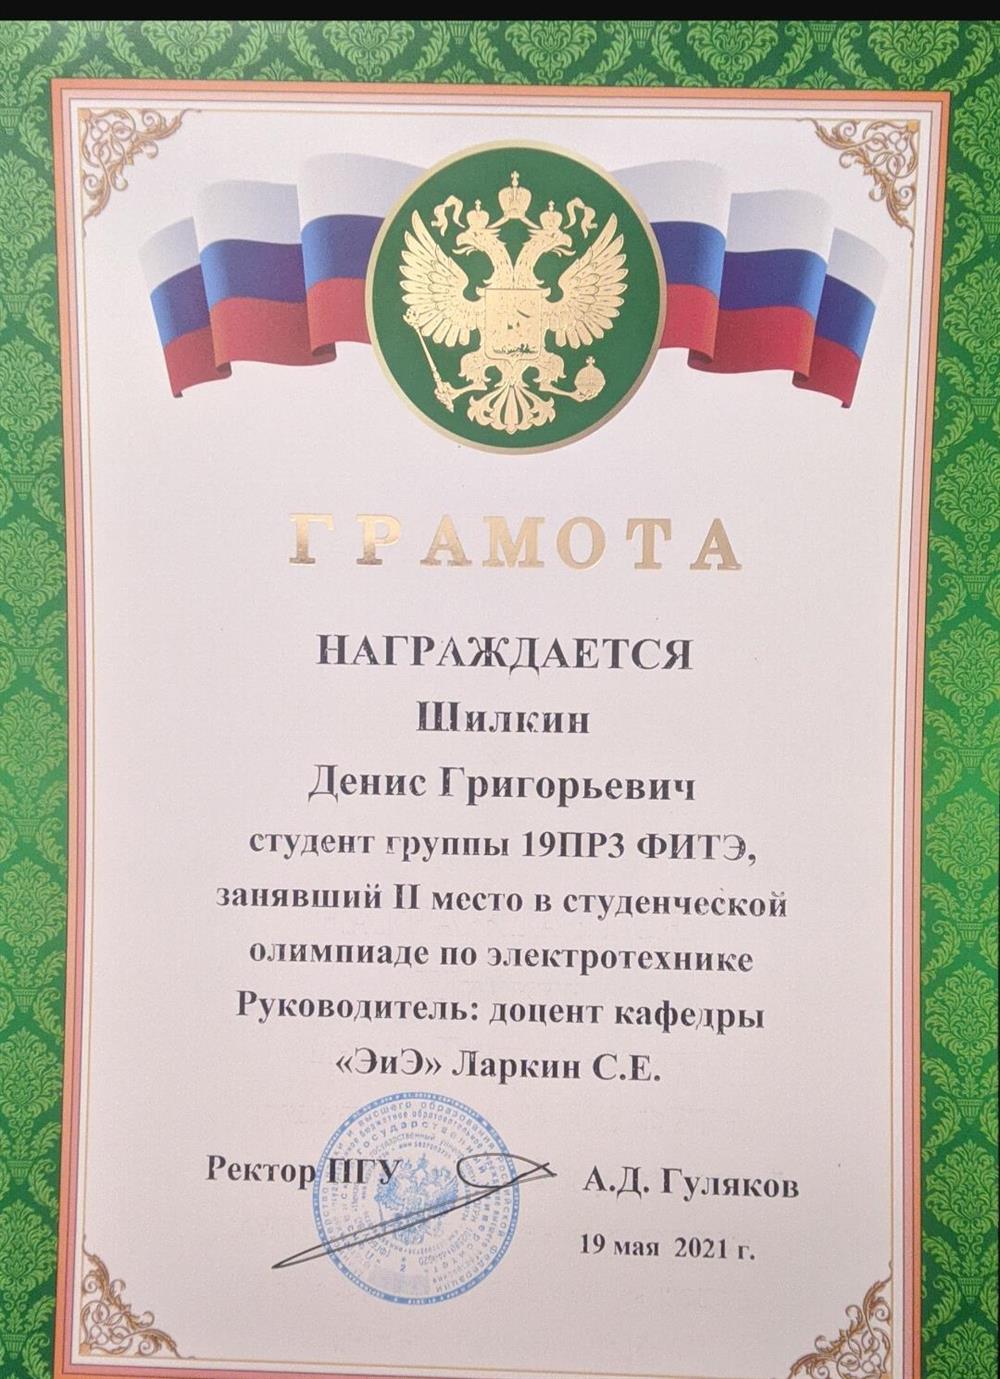 ГРАМОТА
НАГРАЖДАЕТСЯ
Шилкин
Денис Григорьевич
студент группы 19ПР3 ФИТЭ,
занявший II место в студенческой
олимпиаде по электротехнике
Руководитель: доцент кафедры
«ЭиЭ» Ларкин С.Е.
Ректор ПГУ А.Д. Гуляков
19 мая 2021 г.